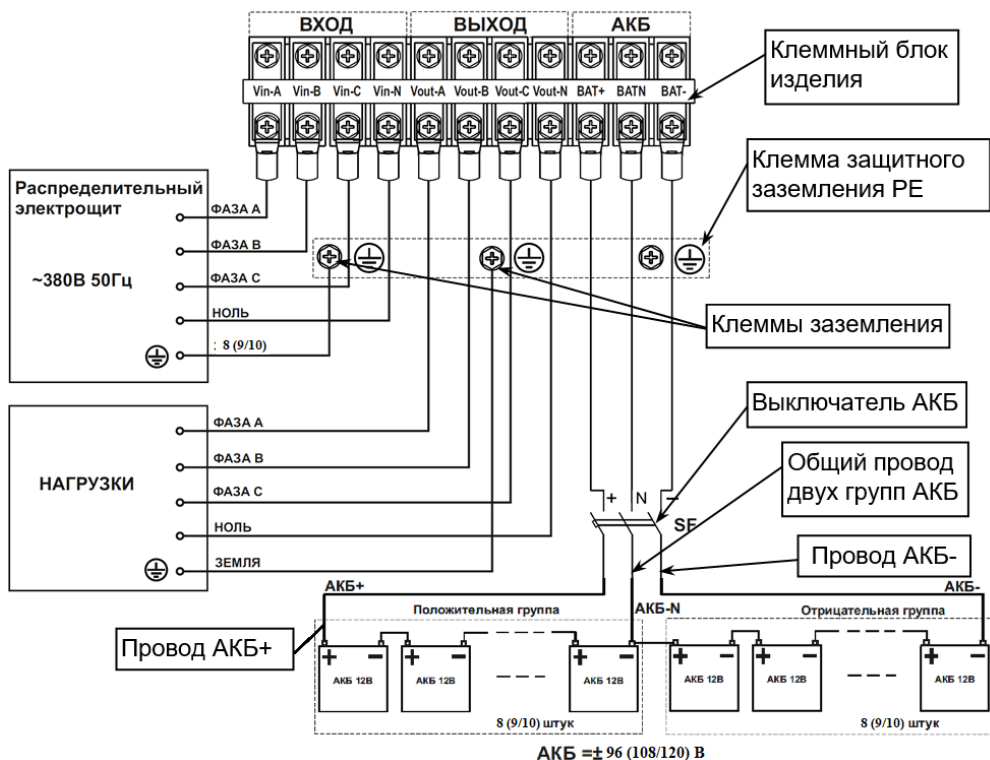 ВХОД ВЫХОД АКБ
Vin-A Vin-B Vin-C Vin-N Vout-A Vout-B Vout-C Vout-N BAT+ BATN BAT-
Клеммный блок
изделия
Клемма защитного
заземления PE
Распределительный
электрощит
~380В 50Гц
ФАЗА А
ФАЗА В
ФАЗА С
НОЛЬ
: 8 (9/10)
Клеммы заземления
НАГРУЗКИ
ФАЗА А
ФАЗА В
ФАЗА С
НОЛЬ
ЗЕМЛЯ
Выключатель АКБ
Общий провод
двух групп АКБ
+ N −
SF
Провод АКБ-
АКБ+
АКБ-N
АКБ-
Положительная группа
Отрицательная группа
Провод АКБ+
+ − + − + − + − + − + −
АКБ 12В АКБ 12В АКБ 12В АКБ 12В АКБ 12В АКБ 12В
8 (9/10) штук
8 (9/10) штук
АКБ =± 96 (108/120) В